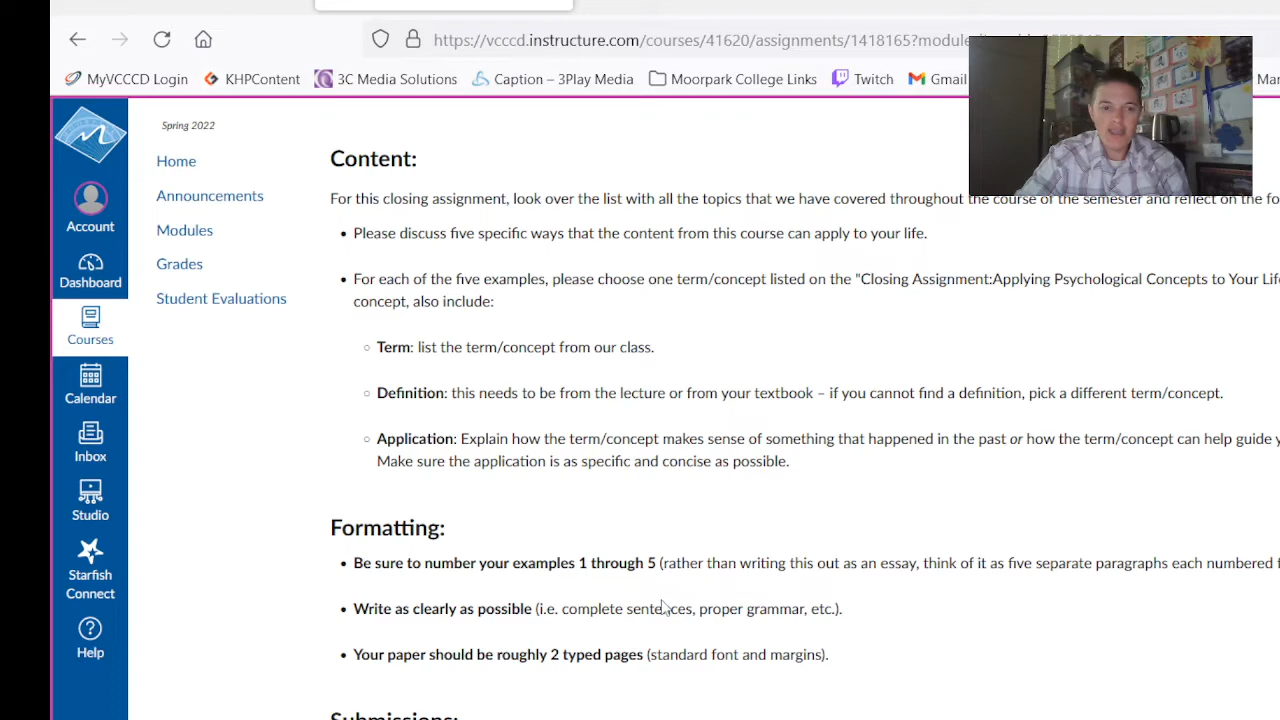 https://vcccd.instructure.com/courses/41620/assignments/1418165?modul
MyVCCCD Login KHPContent 3C Media Solutions Caption – 3Play Media Moorpark College Links Twitch Gmail Mar
Spring 2022
Home
Announcements
Modules
Grades
Student Evaluations
Account
Dashboard
Courses
Calendar
Inbox
Studio
Starfish
Connect
Help
Content:
For this closing assignment, look over the list with all the topics that we have covered throughout the course of the semester and reflect on the fo
• Please discuss five specific ways that the content from this course can apply to your life.
• For each of the five examples, please choose one term/concept listed on the "Closing Assignment:Applying Psychological Concepts to Your Life
concept, also include:
○ Term: list the term/concept from our class.
○ Definition: this needs to be from the lecture or from your textbook – if you cannot find a definition, pick a different term/concept.
○ Application: Explain how the term/concept makes sense of something that happened in the past or how the term/concept can help guide y
Make sure the application is as specific and concise as possible.
Formatting:
• Be sure to number your examples 1 through 5 (rather than writing this out as an essay, think of it as five separate paragraphs each numbered f
• Write as clearly as possible (i.e. complete sentences, proper grammar, etc.).
• Your paper should be roughly 2 typed pages (standard font and margins).
Submissions: